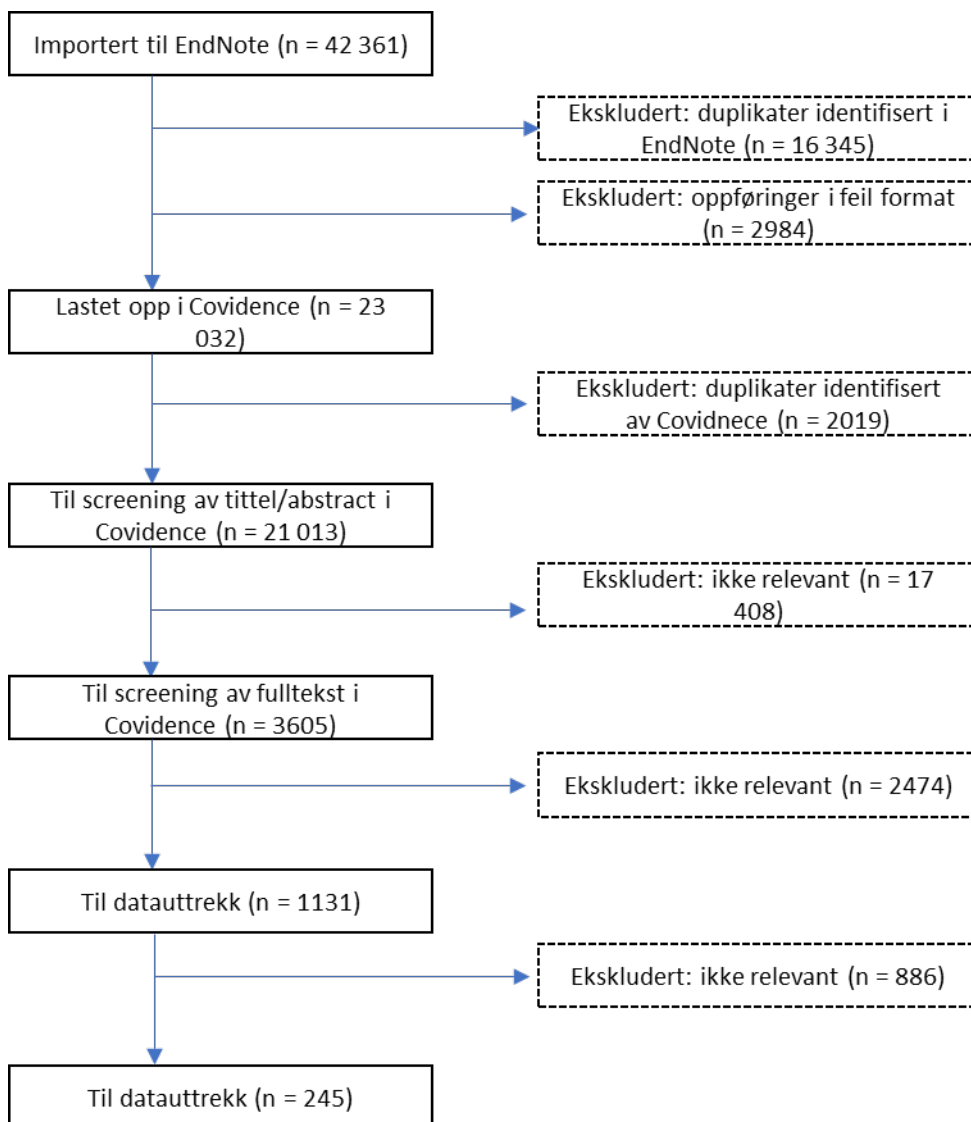 Importert til EndNote (n = 42 361)
Ekskludert: duplikater identifisert i
EndNote (n = 16 345)
Ekskludert: oppføringer i feil format
(n = 2984)
Lastet opp i Covidence (n = 23
032)
Ekskludert: duplikater identifisert
av Covidnece (n = 2019)
Til screening av tittel/abstract i
Covidence (n = 21 013)
Ekskludert: ikke relevant (n = 17
408)
Til screening av fulltekst i
Covidence (n = 3605)
Ekskludert: ikke relevant (n = 2474)
Til datauttrekk (n = 1131)
Ekskludert: ikke relevant (n = 886)
Til datauttrekk (n = 245)